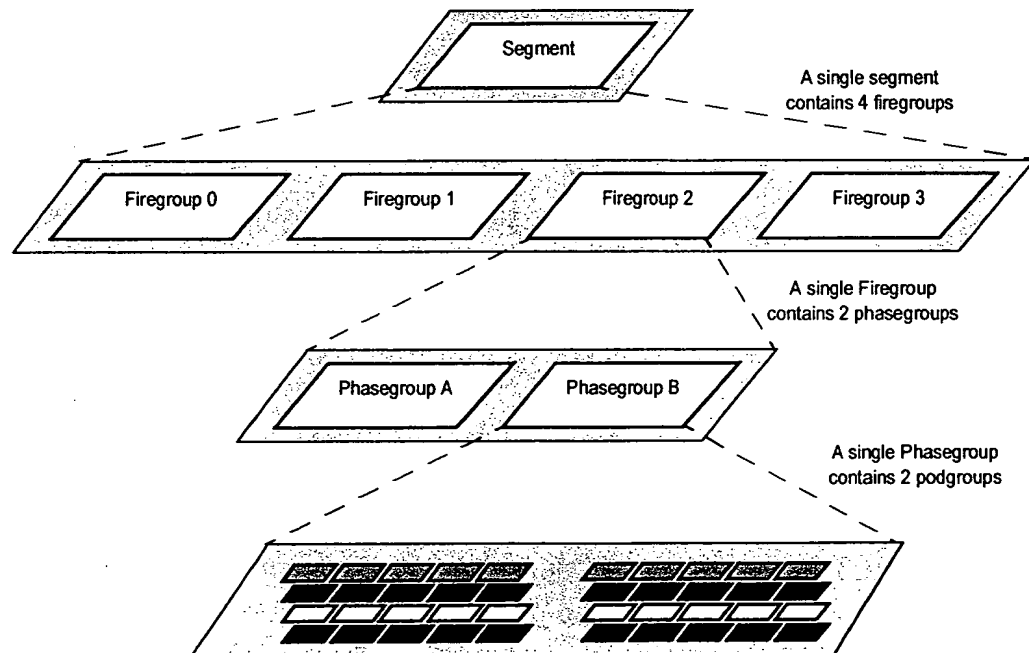 Segment
A single segment
contains 4 firegroups
Firegroup 0
Firegroup 1
Firegroup 2
Firegroup 3
A single Firegroup
contains 2 phasegroups
Phasegroup A
Phasegroup B
A single Phasegroup
contains 2 podgroups